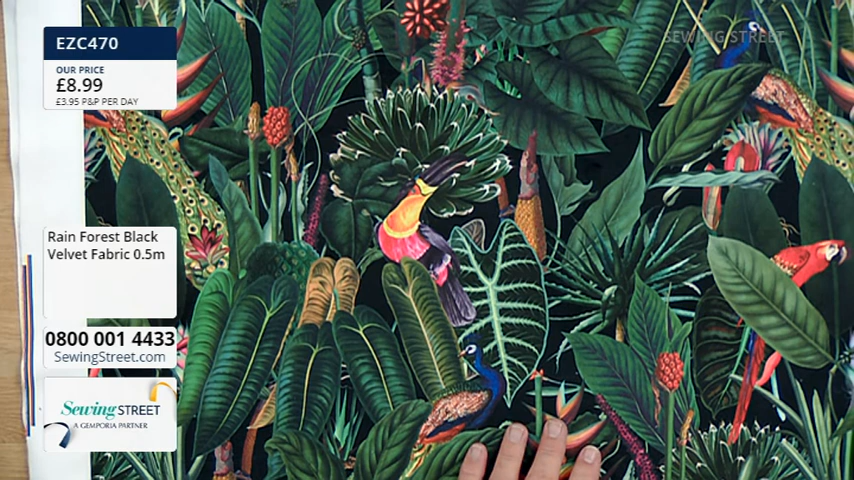 EZC470
OUR PRICE
£8.99
£3.95 P&P PER DAY
Rain Forest Black
Velvet Fabric 0.5m
0800 001 4433
SewingStreet.com
Sewing STREET
A GEMPORIA PARTNER
SEWING STREET